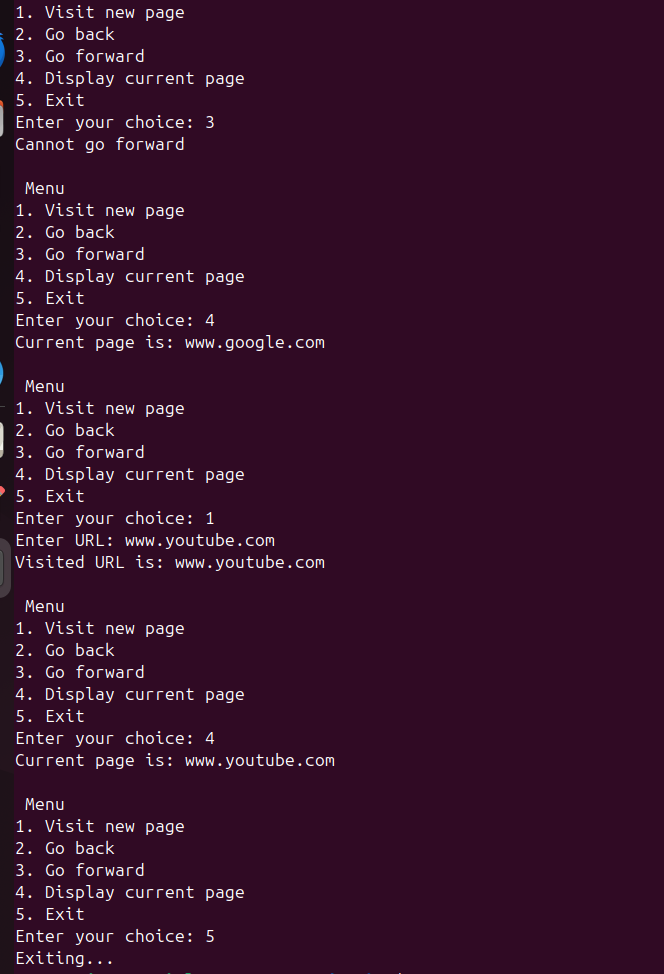 1. Visit new page
2. Go back
3. Go forward
4. Display current page
5. Exit
Enter your choice: 3
Cannot go forward
Menu
1. Visit new page
2. Go back
3. Go forward
4. Display current page
5. Exit
Enter your choice: 4
Current page is: www.google.com
Menu
1. Visit new page
2. Go back
3. Go forward
4. Display current page
5. Exit
Enter your choice: 1
Enter URL: www.youtube.com
Visited URL is: www.youtube.com
Menu
1. Visit new page
2. Go back
3. Go forward
4. Display current page
5. Exit
Enter your choice: 4
Current page is: www.youtube.com
Menu
1. Visit new page
2. Go back
3. Go forward
4. Display current page
5. Exit
Enter your choice: 5
Exiting...